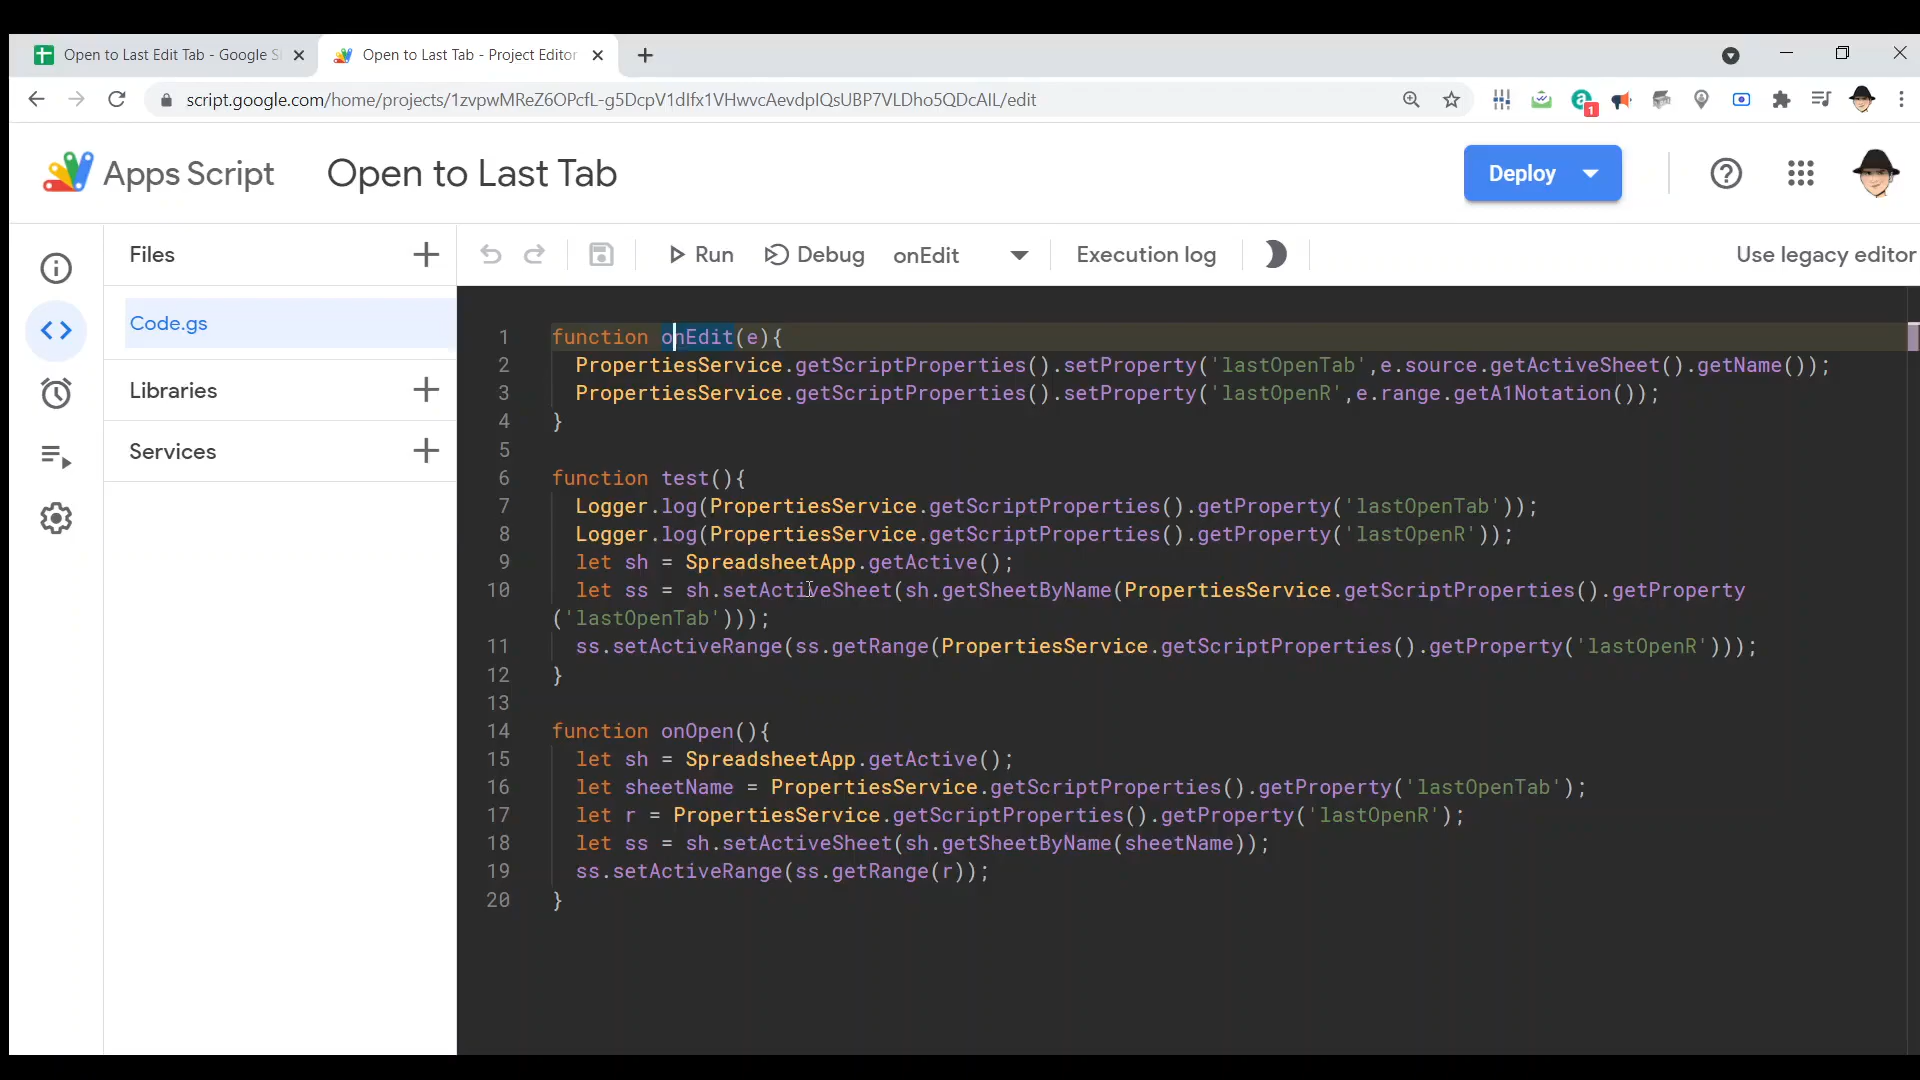 Open to Last Edit Tab - Google S
Open to Last Tab - Project Editor
script.google.com/home/projects/1zvpwMReZ6OPcfL-g5DcpV1dIfx1VHwvcAevdpIQsUBP7VLDho5QDcAIL/edit
1
Apps Script
Open to Last Tab
Deploy
Files
Run
Debug
onEdit
Execution log
Use legacy editor
Code.gs
Libraries
Services
1 function onEdit(e){
2 PropertiesService.getScriptProperties().setProperty('lastOpenTab',e.source.getActiveSheet().getName());
3 PropertiesService.getScriptProperties().setProperty('lastOpenR',e.range.getA1Notation());
4 }
5
6 function test(){
7 Logger.log(PropertiesService.getScriptProperties().getProperty('lastOpenTab'));
8 Logger.log(PropertiesService.getScriptProperties().getProperty('lastOpenR'));
9 let sh = SpreadsheetApp.getActive();
10 let ss = sh.setActiveSheet(sh.getSheetByName(PropertiesService.getScriptProperties().getProperty
('lastOpenTab')));
11 ss.setActiveRange(ss.getRange(PropertiesService.getScriptProperties().getProperty('lastOpenR')));
12 }
13
14 function onOpen(){
15 let sh = SpreadsheetApp.getActive();
16 let sheetName = PropertiesService.getScriptProperties().getProperty('lastOpenTab');
17 let r = PropertiesService.getScriptProperties().getProperty('lastOpenR');
18 let ss = sh.setActiveSheet(sh.getSheetByName(sheetName));
19 ss.setActiveRange(ss.getRange(r));
20 }